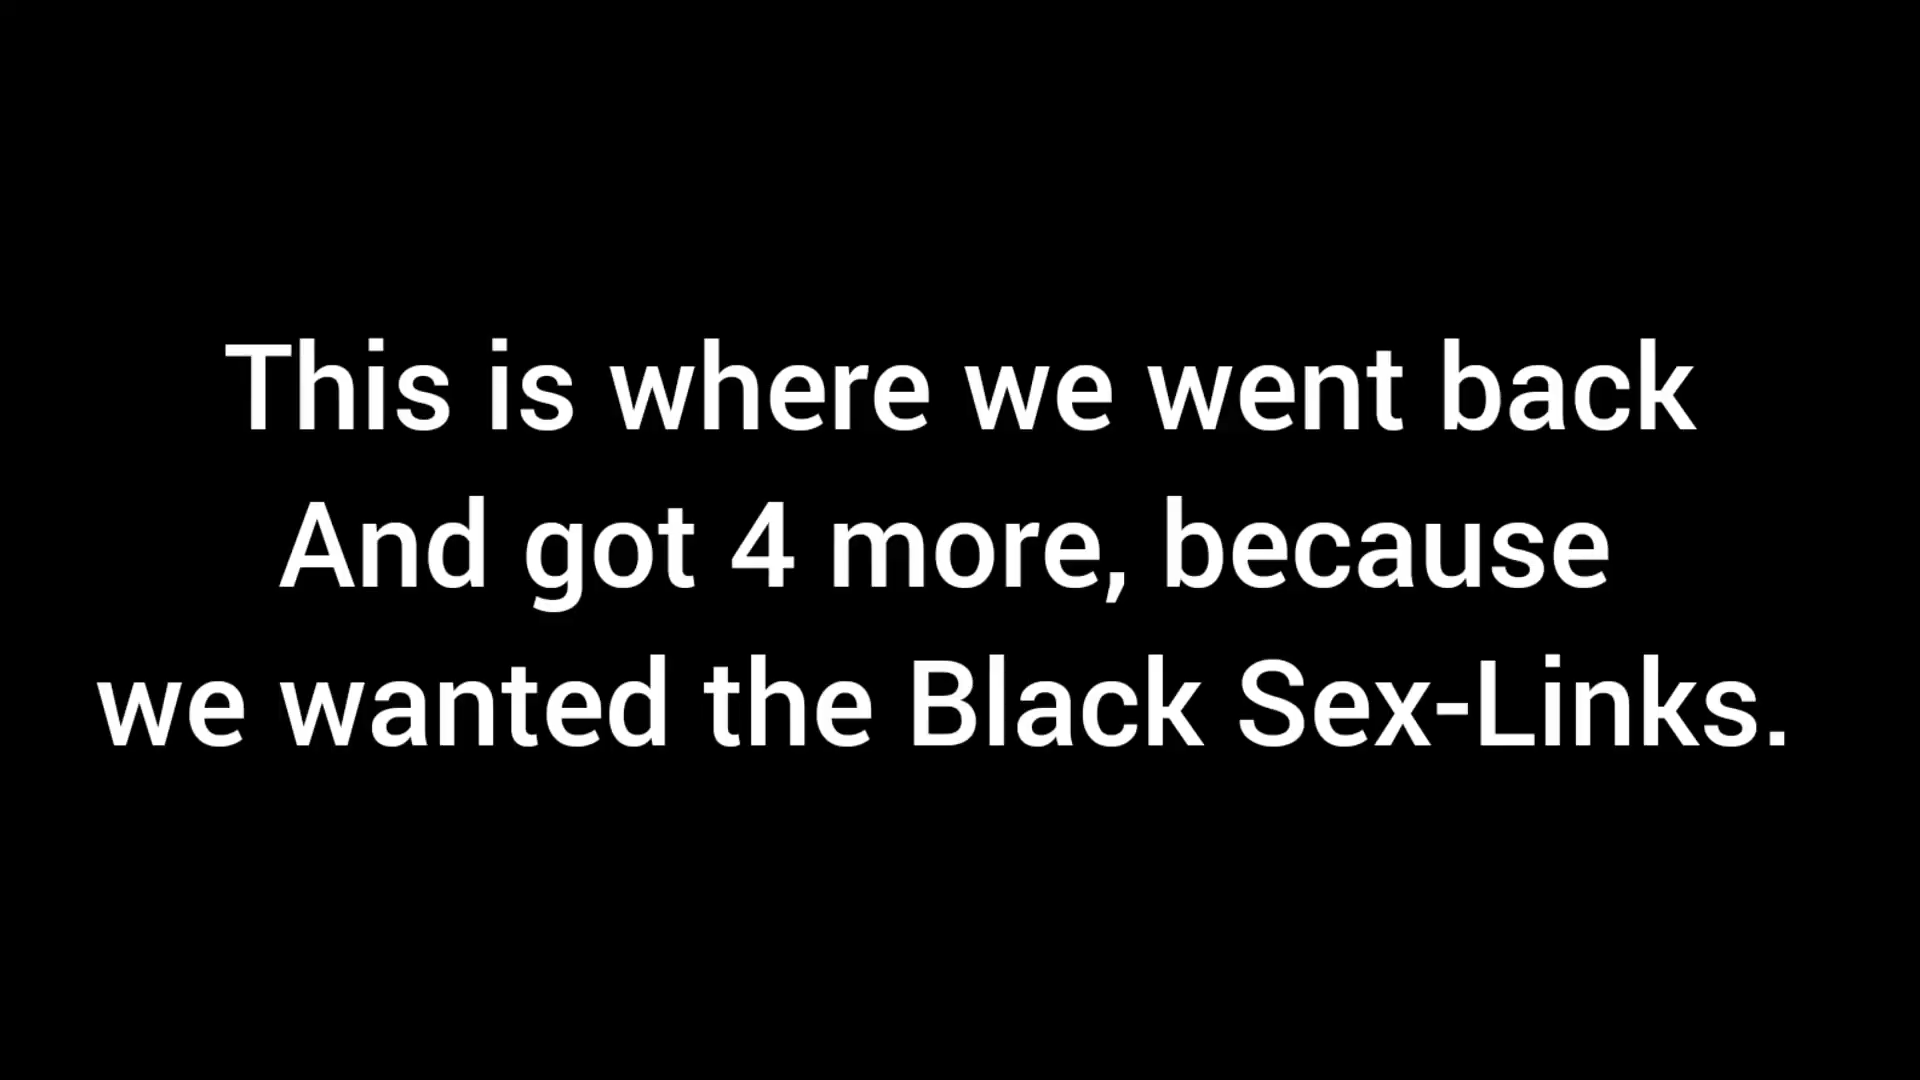 This is where we went back
And got 4 more, because
we wanted the Black Sex-Links.